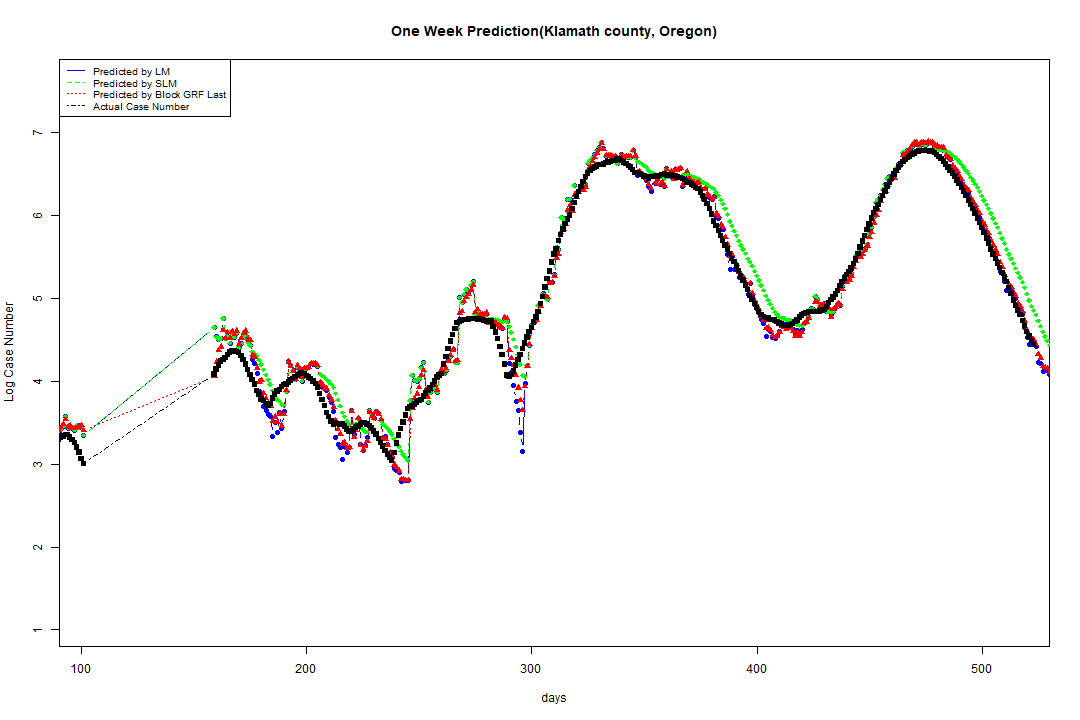 One Week Prediction(Klamath county, Oregon)
Predicted by LM
Predicted by SLM
Predicted by Block GRF Last
Actual Case Number
7
6
5
4
3
2
1
Log Case Number
100 200 300 400 500
days